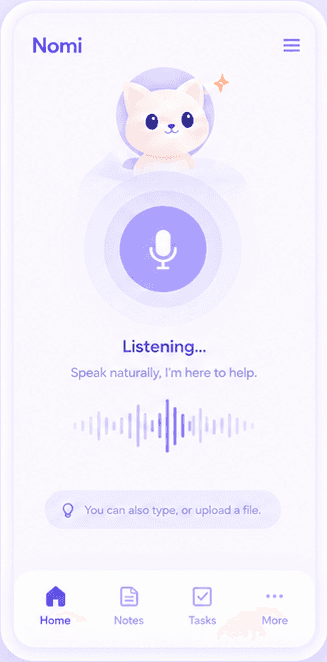 Nomi
Listening...
Speak naturally, I'm here to help.
You can also type, or upload a file.
Home
Notes
Tasks
More